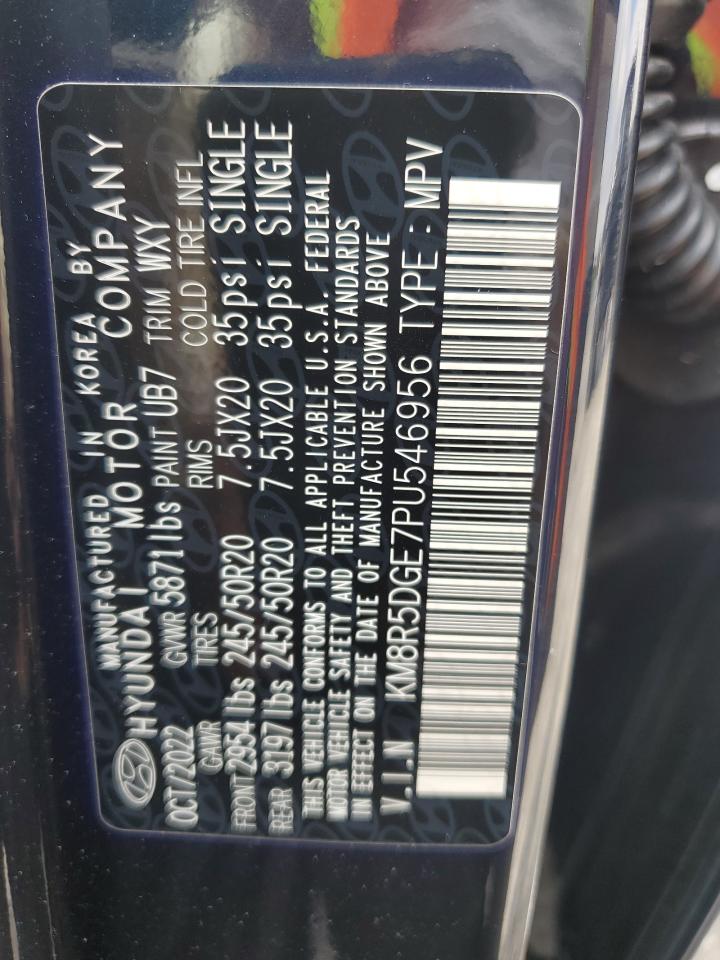 MANUFACTURED IN KOREA BY
HYUNDAI MOTOR COMPANY
OCT/2022 GVWR 5871lbs PAINT UB7 TRIM WXY
GAWR TIRES RIMS COLD TIRE INFL
FRONT 2954lbs 245/50R20 7.5JX20 35psi SINGLE
REAR 3197lbs 245/50R20 7.5JX20 35psi SINGLE
THIS VEHICLE CONFORMS TO ALL APPLICABLE U.S.A. FEDERAL
MOTOR VEHICLE SAFETY AND THEFT PREVENTION STANDARDS
IN EFFECT ON THE DATE OF MANUFACTURE SHOWN ABOVE
V.I.N KM8R5DGE7PU546956 TYPE : MPV